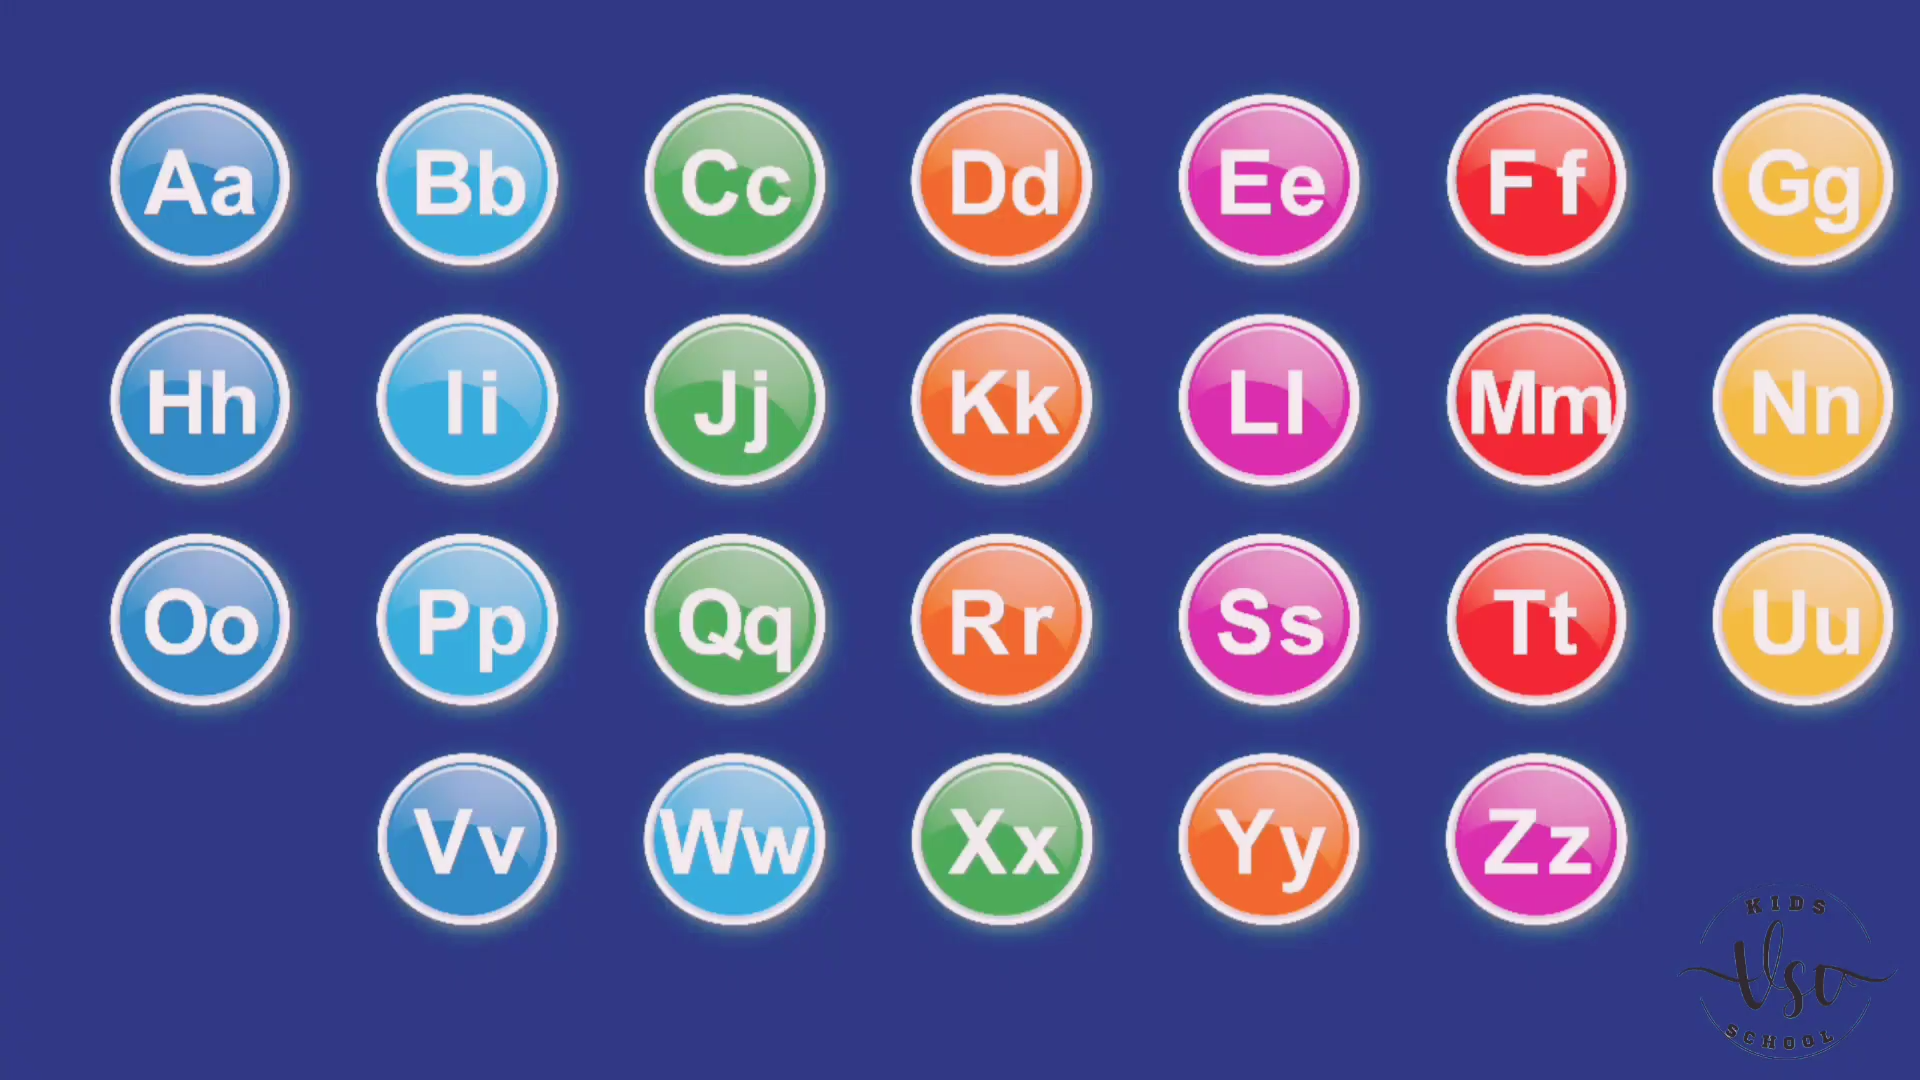 Aa Bb Cc Dd Ee Ff Gg
Hh Ii Jj Kk Ll Mm Nn
Oo Pp Qq Rr Ss Tt Uu
Vv Ww Xx Yy Zz
KIDS
SCHOOL